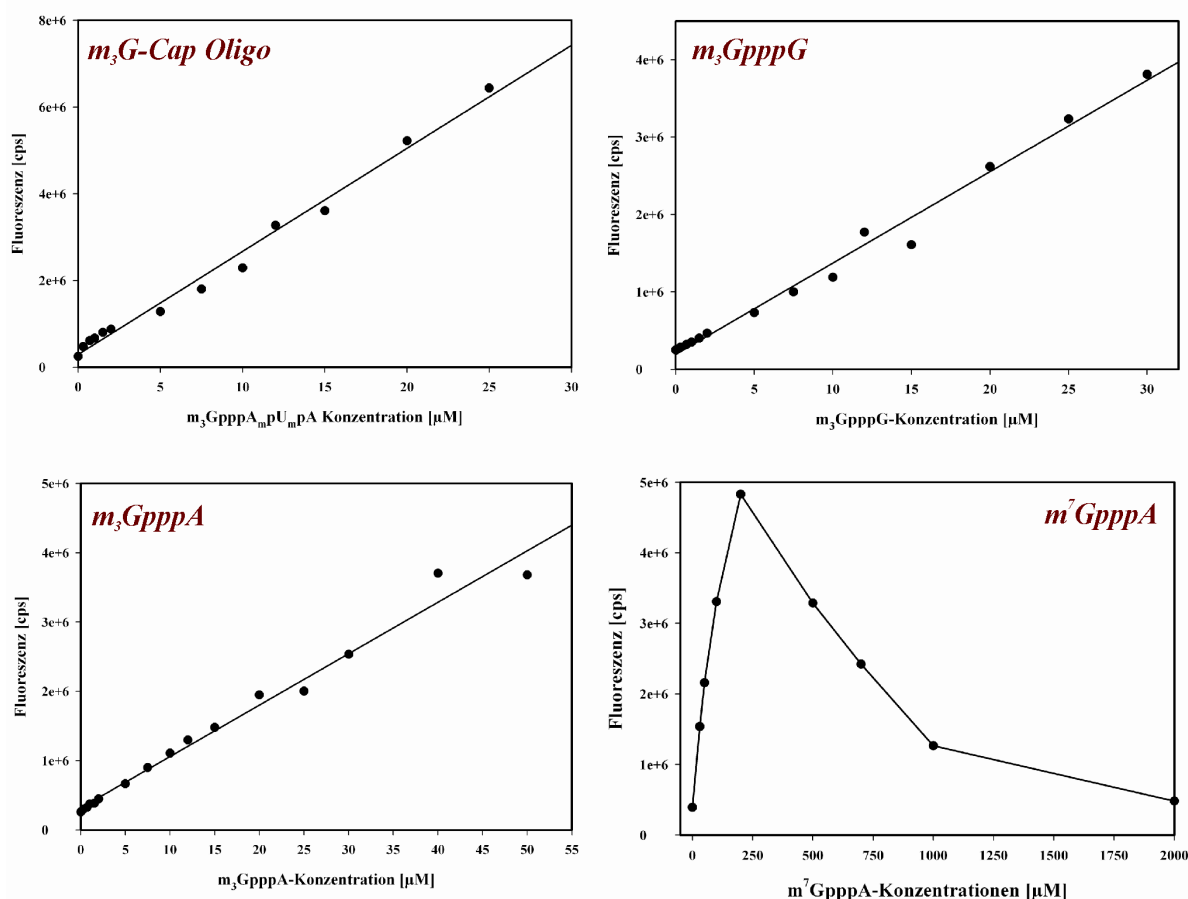 m₃G-Cap Oligo
Fluoreszenz [cps]
8e+6
6e+6
4e+6
2e+6
0
0 5 10 15 20 25 30
m₃GpppAₘpUₘpA Konzentration [µM]
m₃GpppG
Fluoreszenz [cps]
4e+6
3e+6
2e+6
1e+6
0
0 5 10 15 20 25 30
m₃GpppG-Konzentration [µM]
m₃GpppA
Fluoreszenz [cps]
5e+6
4e+6
3e+6
2e+6
1e+6
0
0 5 10 15 20 25 30 35 40 45 50 55
m₃GpppA-Konzentration [µM]
m⁷GpppA
Fluoreszenz [cps]
5e+6
4e+6
3e+6
2e+6
1e+6
0
0 250 500 750 1000 1250 1500 1750 2000
m⁷GpppA-Konzentrationen [µM]